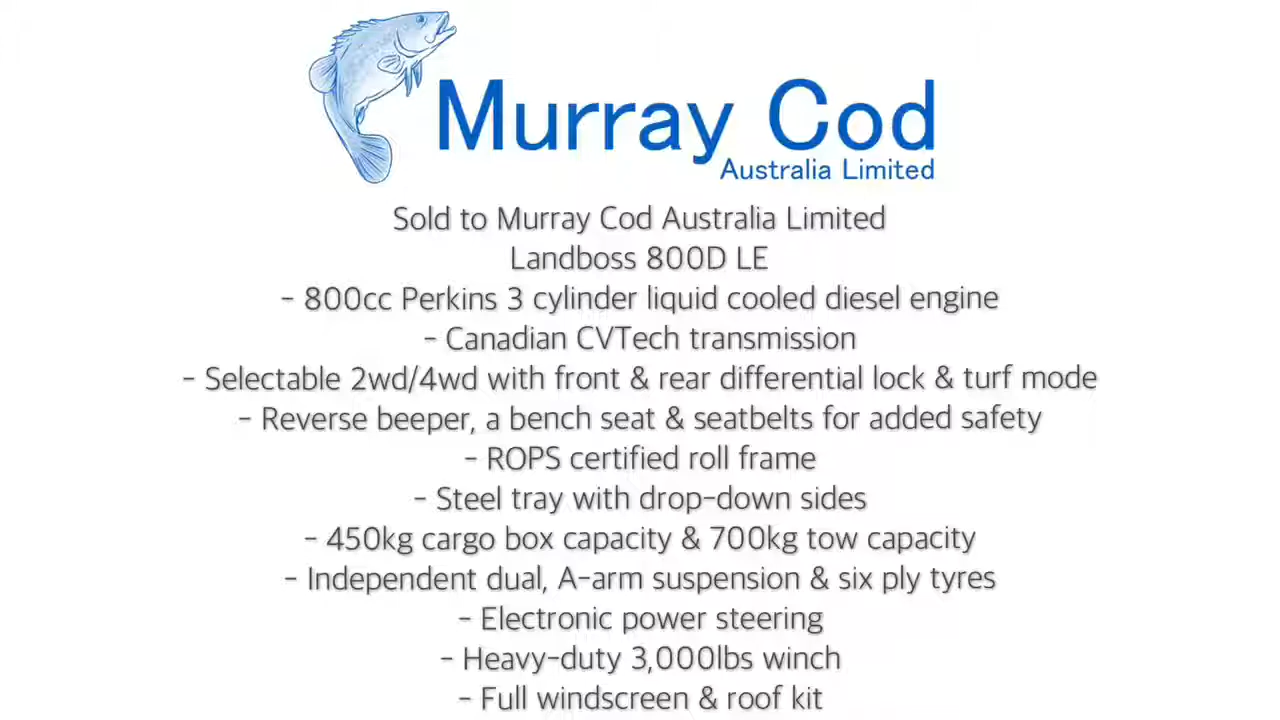 Murray Cod
Australia Limited
Sold to Murray Cod Australia Limited
Landboss 800D LE
- 800cc Perkins 3 cylinder liquid cooled diesel engine
- Canadian CVTech transmission
- Selectable 2wd/4wd with front & rear differential lock & turf mode
- Reverse beeper, a bench seat & seatbelts for added safety
- ROPS certified roll frame
- Steel tray with drop-down sides
- 450kg cargo box capacity & 700kg tow capacity
- Independent dual, A-arm suspension & six ply tyres
- Electronic power steering
- Heavy-duty 3,000lbs winch
- Full windscreen & roof kit